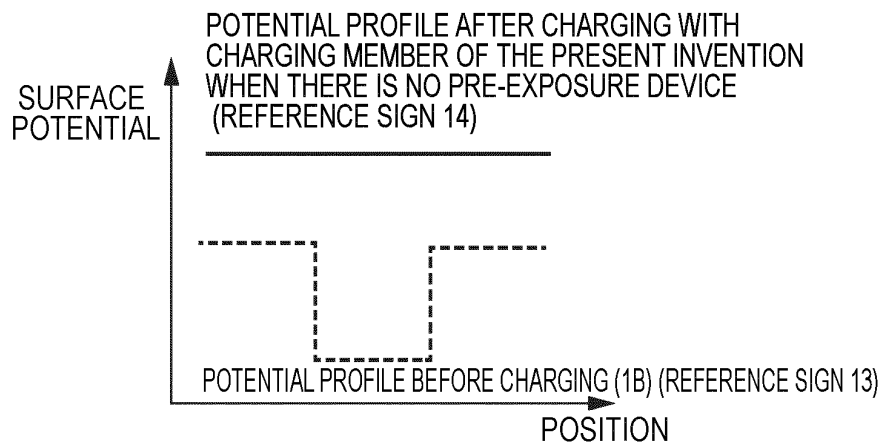 POTENTIAL PROFILE AFTER CHARGING WITH
CHARGING MEMBER OF THE PRESENT INVENTION
WHEN THERE IS NO PRE-EXPOSURE DEVICE
(REFERENCE SIGN 14)
SURFACE
POTENTIAL
POTENTIAL PROFILE BEFORE CHARGING (1B) (REFERENCE SIGN 13)
POSITION